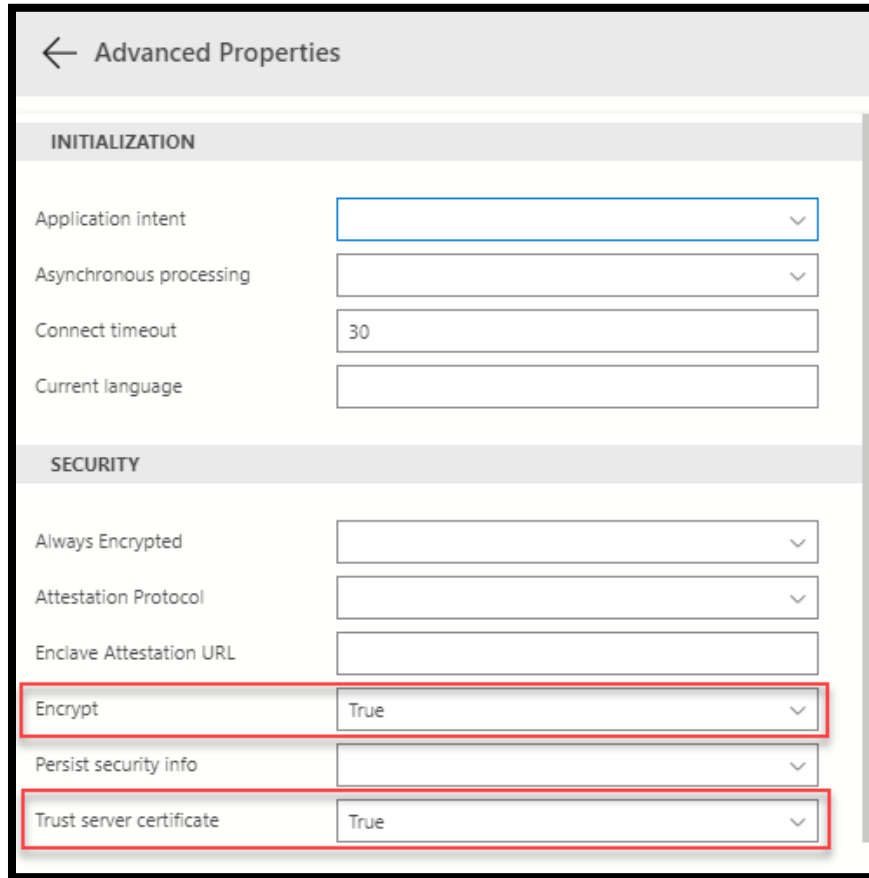 Advanced Properties
INITIALIZATION
Application intent
Asynchronous processing
Connect timeout 30
Current language
SECURITY
Always Encrypted
Attestation Protocol
Enclave Attestation URL
Encrypt True
Persist security info
Trust server certificate True